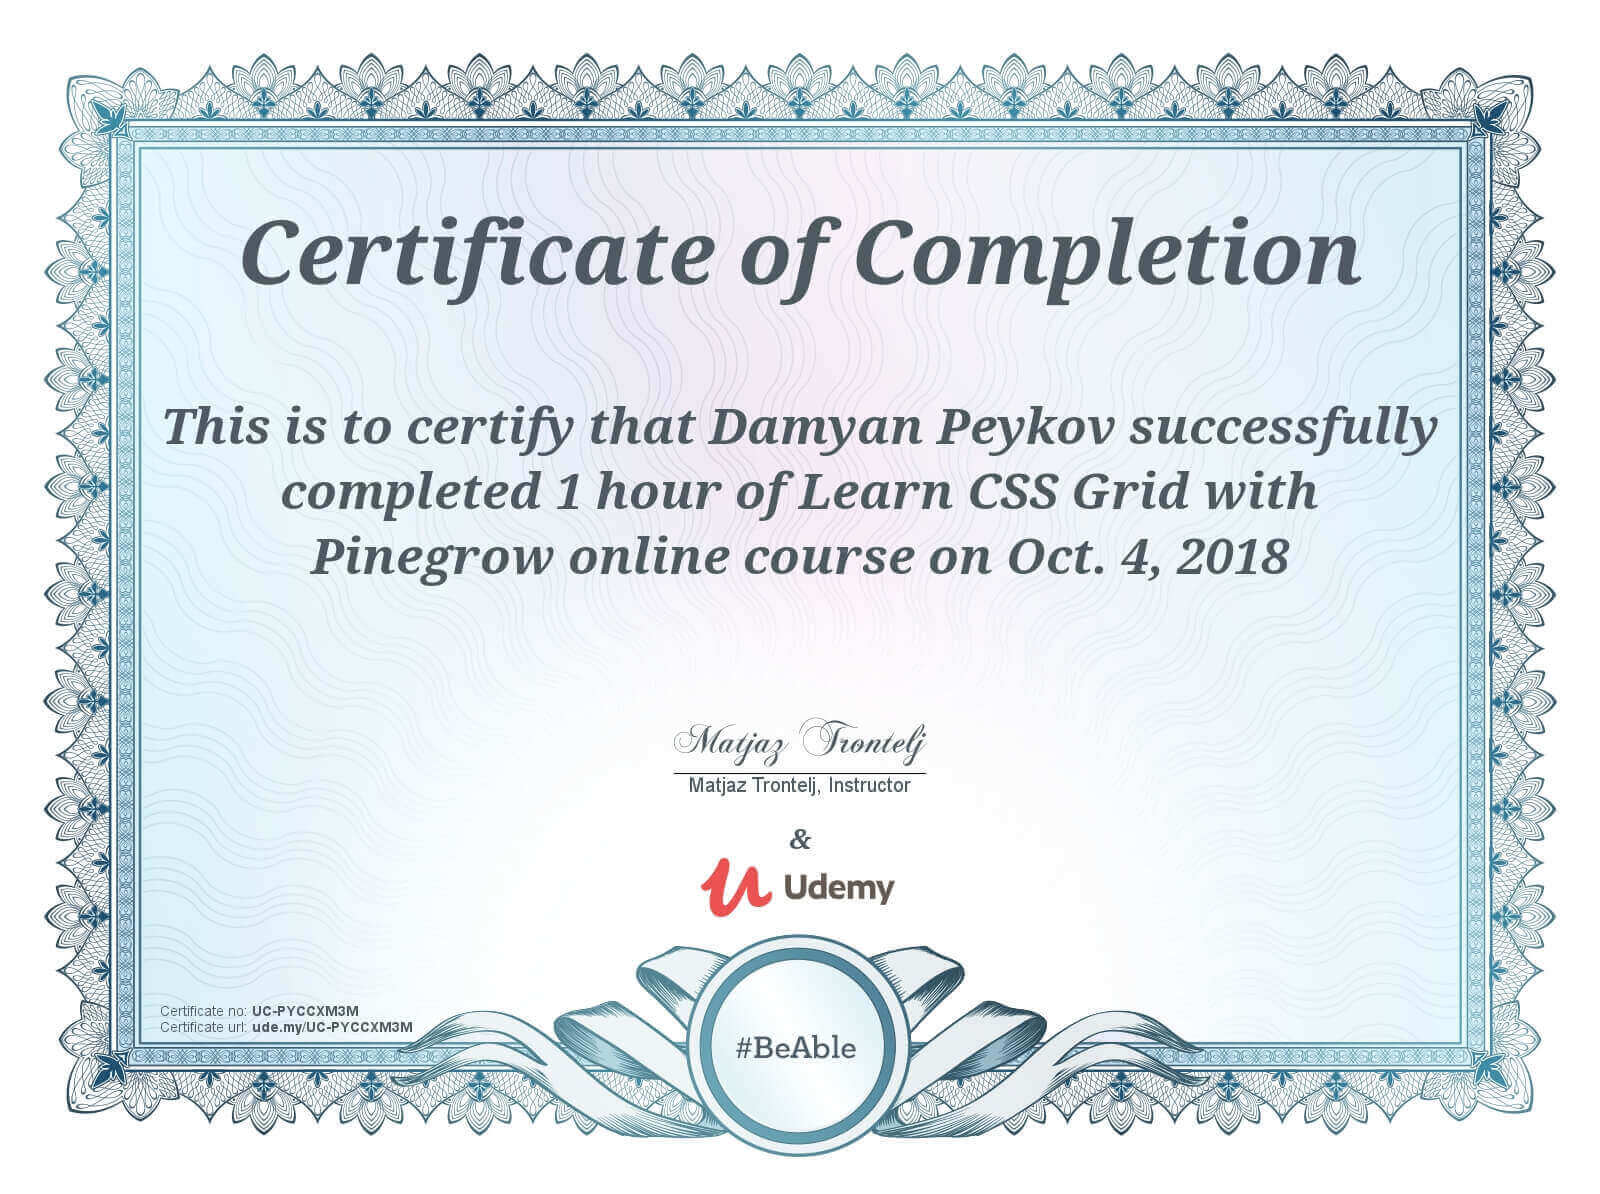 Certificate of Completion
This is to certify that Damyan Peykov successfully
completed 1 hour of Learn CSS Grid with
Pinegrow online course on Oct. 4, 2018
Matjaz Trontelj
Matjaz Trontelj, Instructor
&
Udemy
Certificate no: UC-PYCCXM3M
Certificate url: ude.my/UC-PYCCXM3M
#BeAble